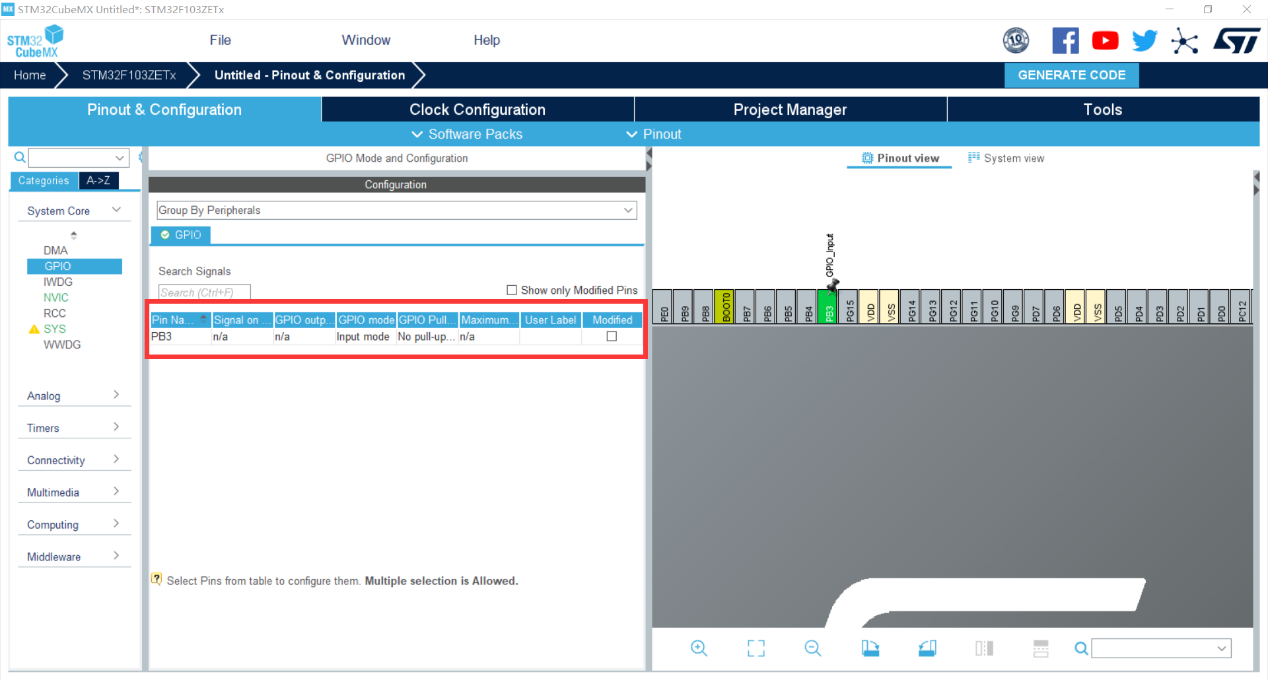 MX STM32CubeMX Untitled*: STM32F103ZETx
STM32
CubeMX
File Window Help
10
ST
Home STM32F103ZETx Untitled - Pinout & Configuration GENERATE CODE
Pinout & Configuration Clock Configuration Project Manager Tools
Software Packs Pinout
GPIO Mode and Configuration
Pinout view System view
Categories A->Z
Configuration
System Core
Group By Peripherals
GPIO
DMA
GPIO
IWDG
NVIC
RCC
SYS
WWDG
Search Signals
Search (Ctrl+F) Show only Modified Pins
Pin Na... Signal on ... GPIO outp... GPIO mode GPIO Pull... Maximum... User Label Modified
PB3 n/a n/a Input mode No pull-up... n/a
Analog
Timers
Connectivity
Multimedia
Computing
Middleware
Select Pins from table to configure them. Multiple selection is Allowed.
GPIO_Input
PE0 PB9 PB8 BOOT0 PB7 PB6 PB5 PB4 PB3 PG15 VDD VSS PG14 PG13 PG12 PG11 PG10 PG9 PD7 PD6 VDD VSS PD5 PD4 PD3 PD2 PD1 PD0 PC12